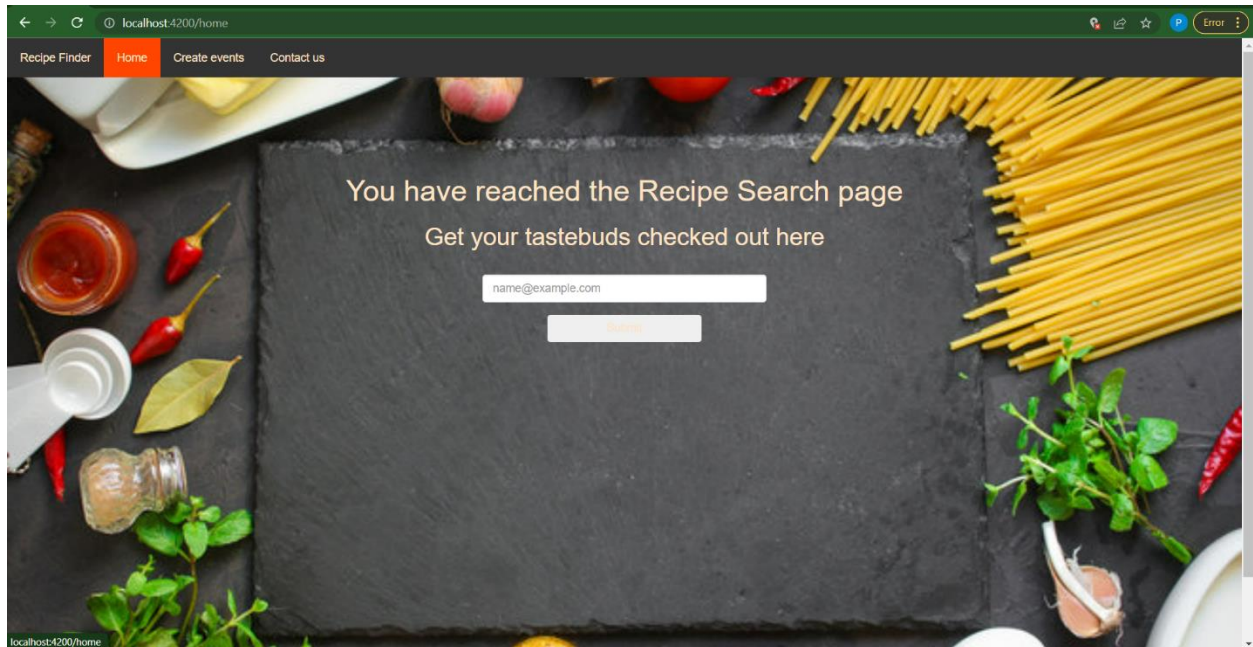 localhost:4200/home
P
Error
Recipe Finder
Home
Create events
Contact us
You have reached the Recipe Search page
Get your tastebuds checked out here
name@example.com
Submit
localhost:4200/home